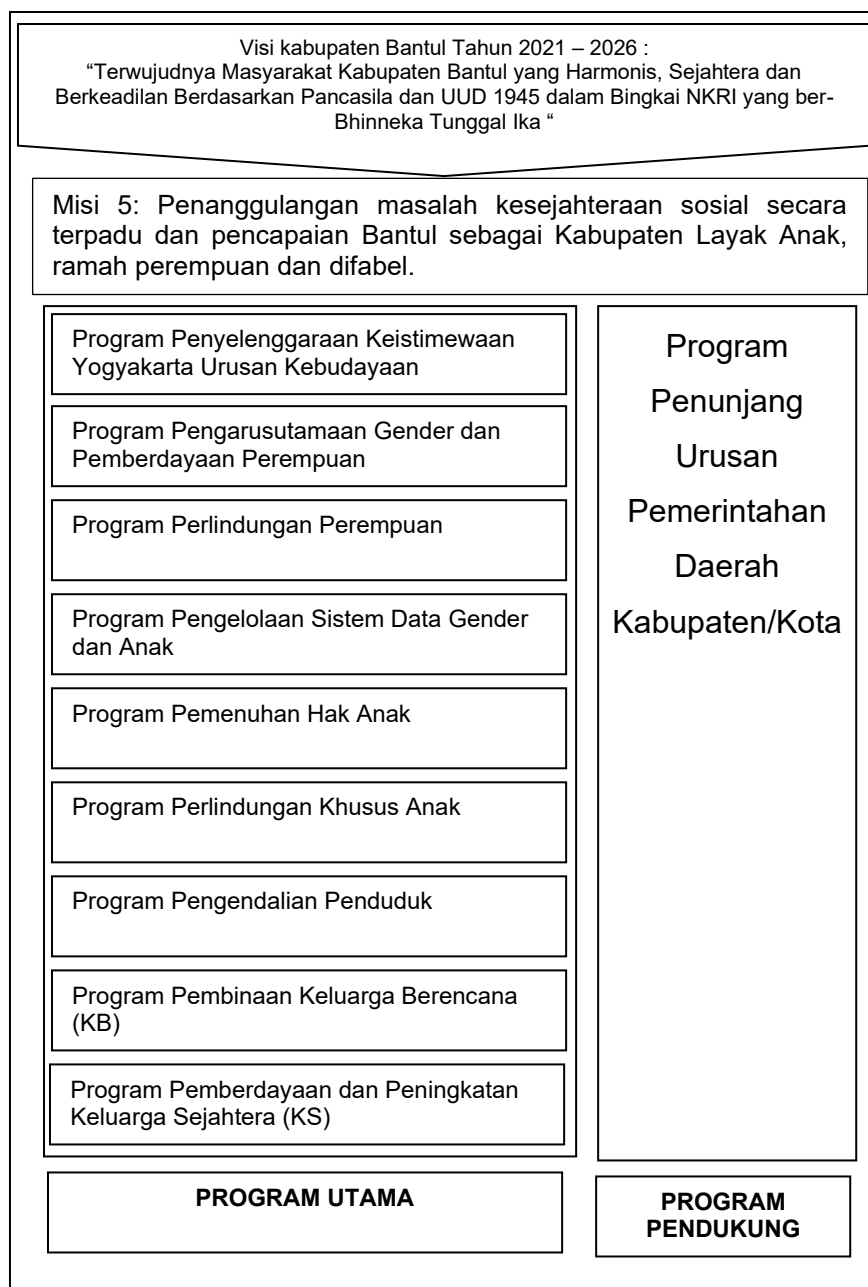 Visi kabupaten Bantul Tahun 2021 – 2026 :
“Terwujudnya Masyarakat Kabupaten Bantul yang Harmonis, Sejahtera dan
Berkeadilan Berdasarkan Pancasila dan UUD 1945 dalam Bingkai NKRI yang ber-
Bhinneka Tunggal Ika “
Misi 5: Penanggulangan masalah kesejahteraan sosial secara
terpadu dan pencapaian Bantul sebagai Kabupaten Layak Anak,
ramah perempuan dan difabel.
Program Penyelenggaraan Keistimewaan
Yogyakarta Urusan Kebudayaan
Program Pengarusutamaan Gender dan
Pemberdayaan Perempuan
Program Perlindungan Perempuan
Program Pengelolaan Sistem Data Gender
dan Anak
Program Pemenuhan Hak Anak
Program Perlindungan Khusus Anak
Program Pengendalian Penduduk
Program Pembinaan Keluarga Berencana
(KB)
Program Pemberdayaan dan Peningkatan
Keluarga Sejahtera (KS)
PROGRAM UTAMA
Program
Penunjang
Urusan
Pemerintahan
Daerah
Kabupaten/Kota
PROGRAM
PENDUKUNG